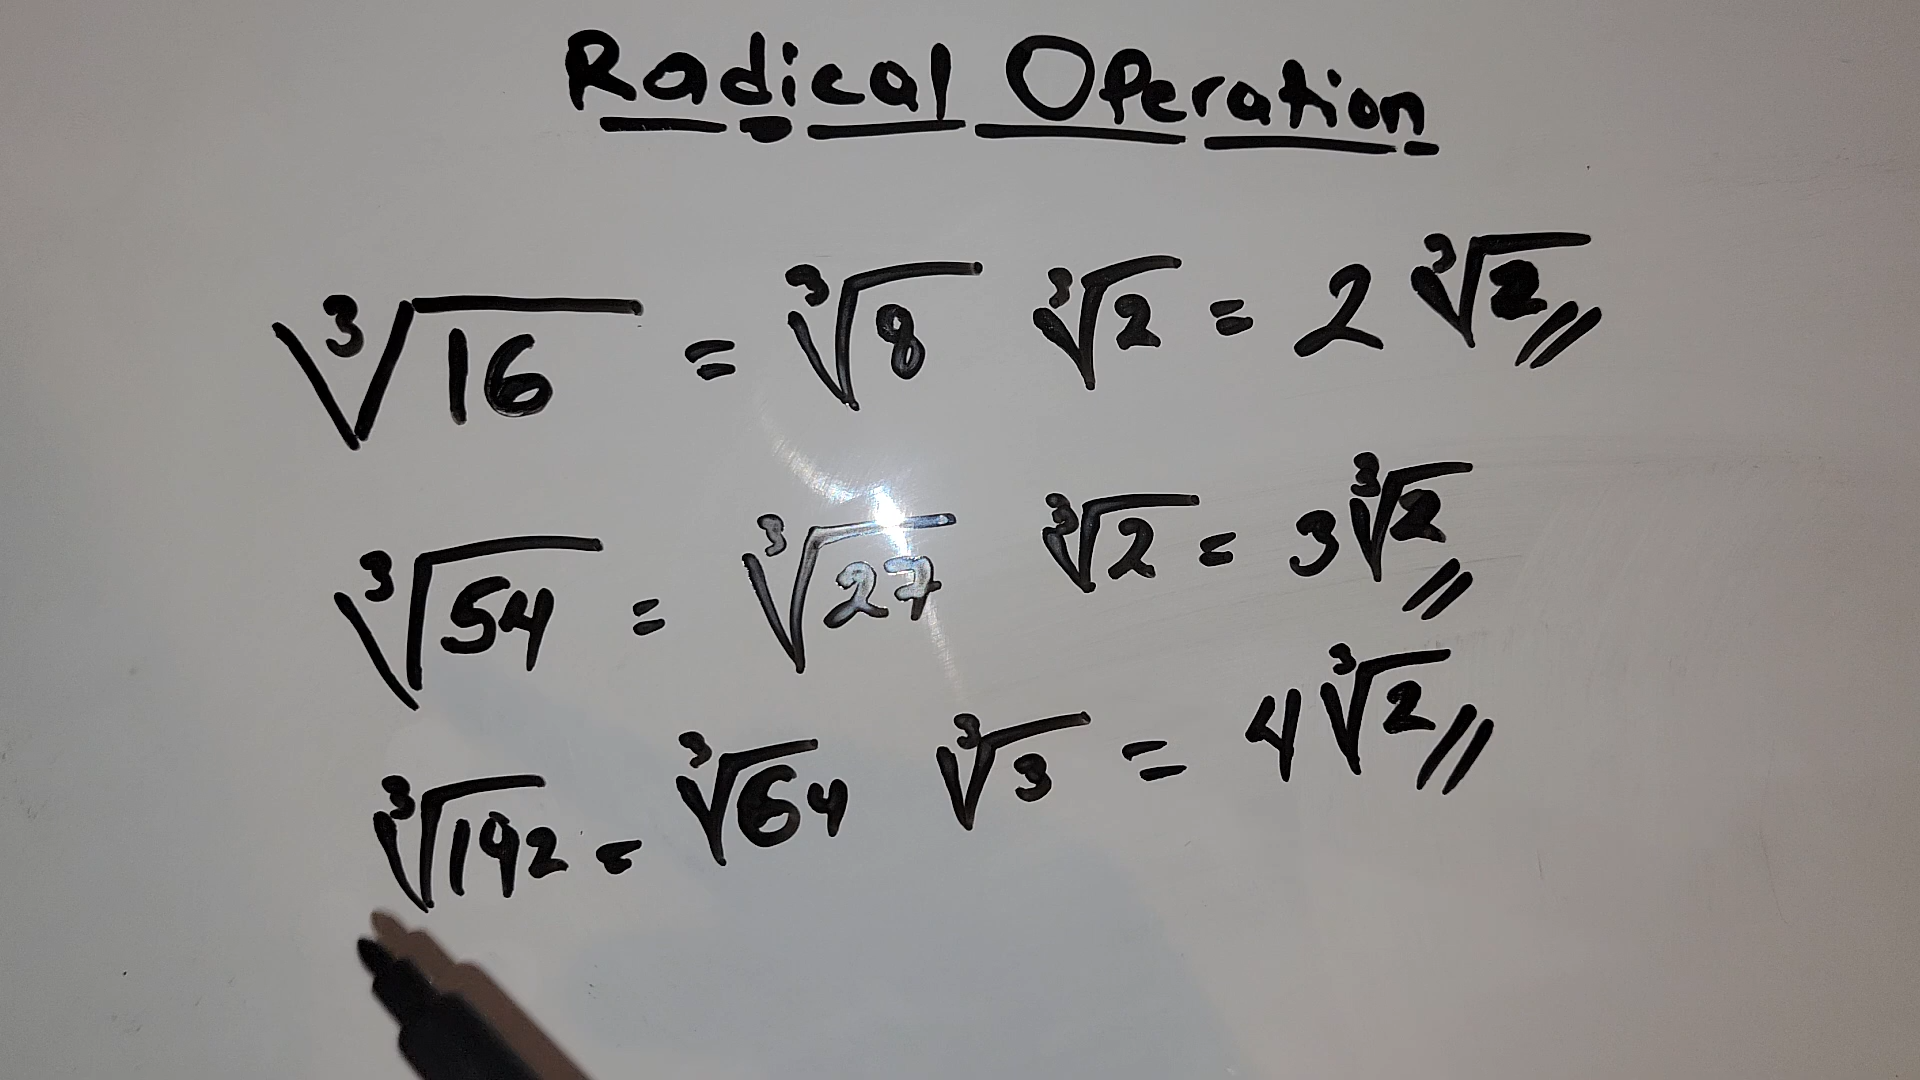 Radical Operation
∛16 = ∛8 ∛2 = 2 ∛2 //
∛54 = ∛27 ∛2 = 3 ∛2 //
∛192 = ∛64 ∛3 = 4 ∛2 //